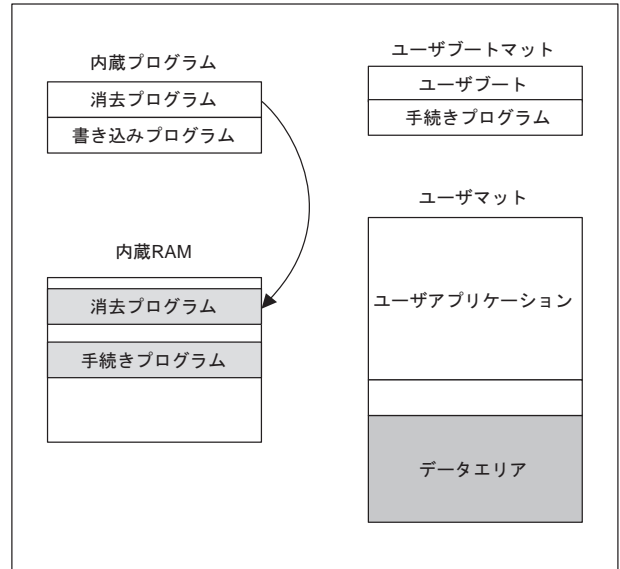 内蔵プログラム
消去プログラム
書き込みプログラム
内蔵RAM
消去プログラム
手続きプログラム
ユーザブートマット
ユーザブート
手続きプログラム
ユーザマット
ユーザアプリケーション
データエリア